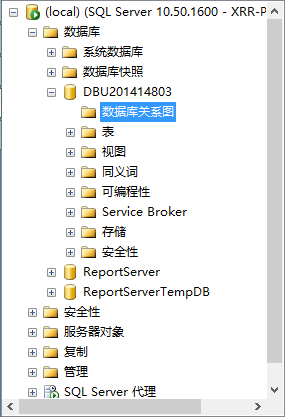 (local) (SQL Server 10.50.1600 - XRR-P
数据库
系统数据库
数据库快照
DBU201414803
数据库关系图
表
视图
同义词
可编程性
Service Broker
存储
安全性
ReportServer
ReportServerTempDB
安全性
服务器对象
复制
管理
SQL Server 代理